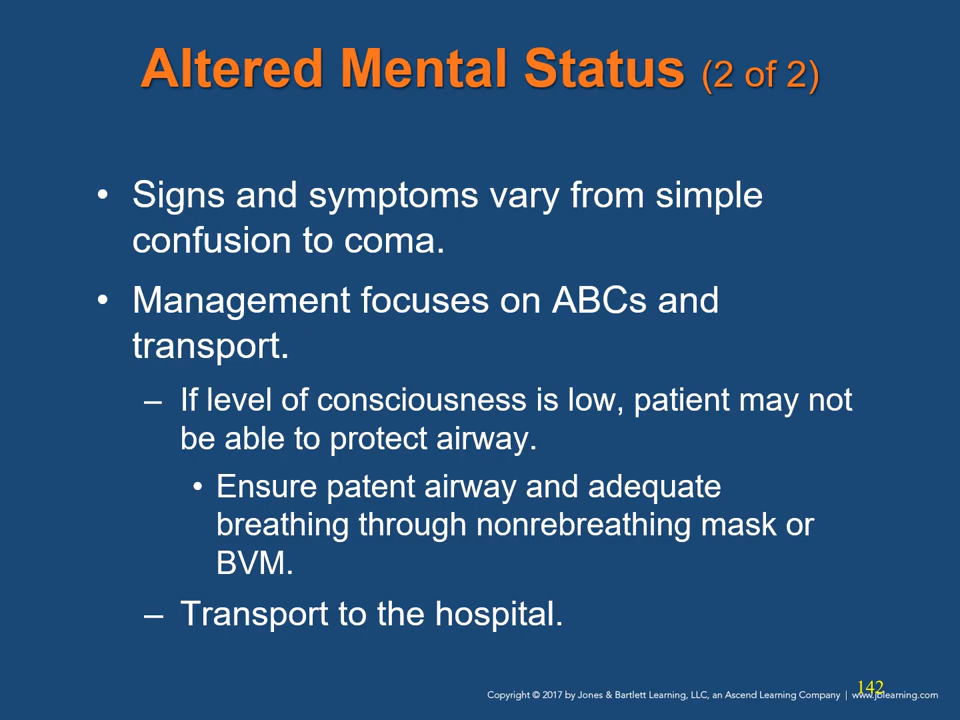 Altered Mental Status (2 of 2)
• Signs and symptoms vary from simple
confusion to coma.
• Management focuses on ABCs and
transport.
– If level of consciousness is low, patient may not
be able to protect airway.
• Ensure patent airway and adequate
breathing through nonrebreathing mask or
BVM.
– Transport to the hospital.
142
Copyright © 2017 by Jones & Bartlett Learning, LLC, an Ascend Learning Company | www.jblearning.com